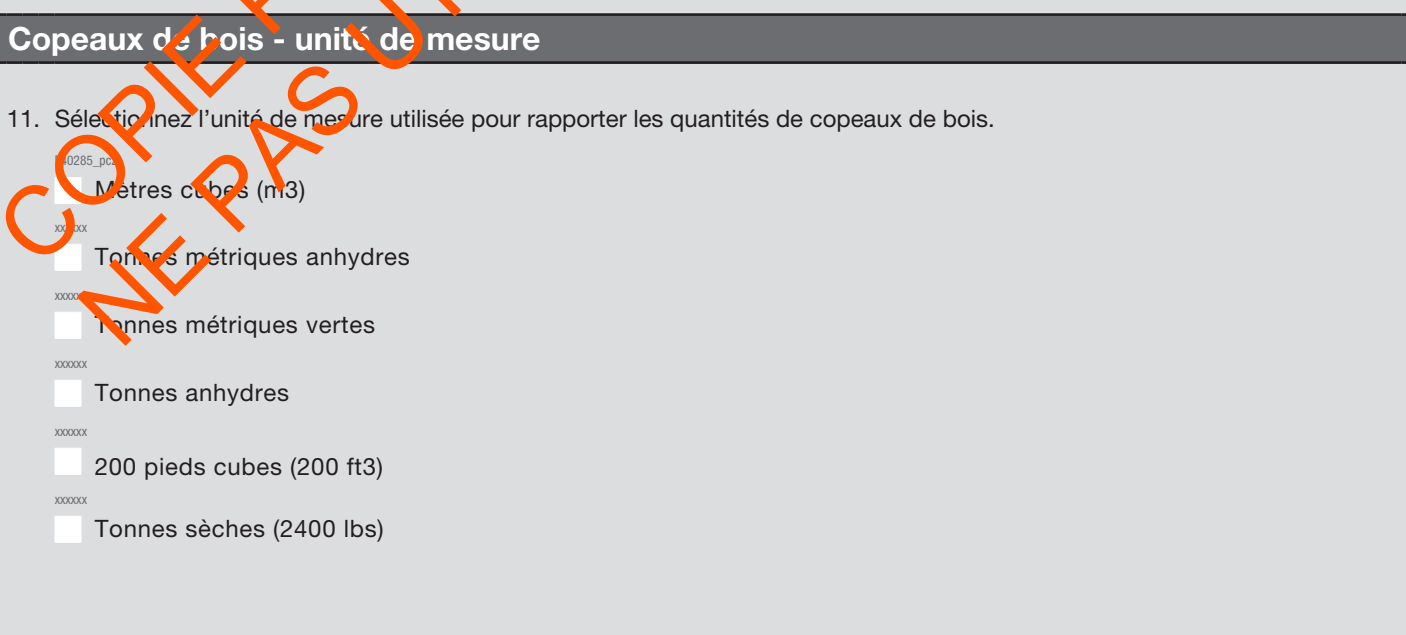 Copeaux de bois - unité de mesure
11. Sélectionnez l'unité de mesure utilisée pour rapporter les quantités de copeaux de bois.
Mètres cubes (m3)
xxxxxx
Tonnes métriques anhydres
xxxxxx
Tonnes métriques vertes
xxxxxx
Tonnes anhydres
xxxxxx
200 pieds cubes (200 ft3)
xxxxxx
Tonnes sèches (2400 lbs)
COPIE
NE PAS